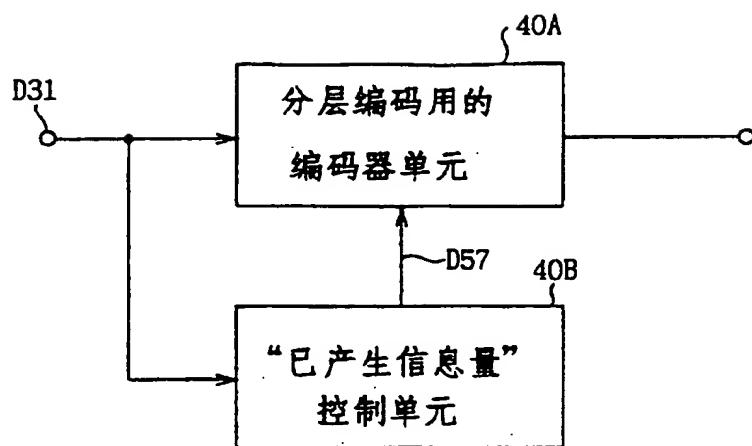 40A
D31
分层编码用的
编码器单元
D57
40B
“已产生信息量”
控制单元